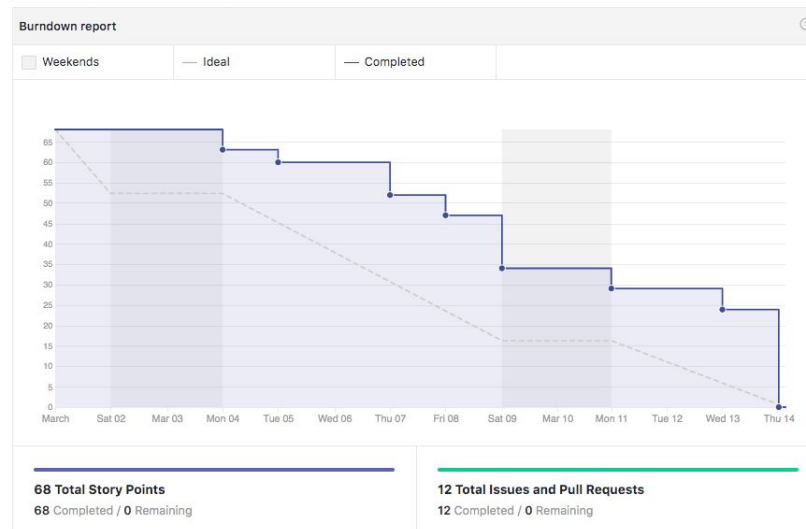 Burndown report
Weekends
Ideal
Completed
65
60
55
50
45
40
35
30
25
20
15
10
5
0
March Sat 02 Mar 03 Mon 04 Tue 05 Wed 06 Thu 07 Fri 08 Sat 09 Mar 10 Mon 11 Tue 12 Wed 13 Thu 14
68 Total Story Points
68 Completed / 0 Remaining
12 Total Issues and Pull Requests
12 Completed / 0 Remaining